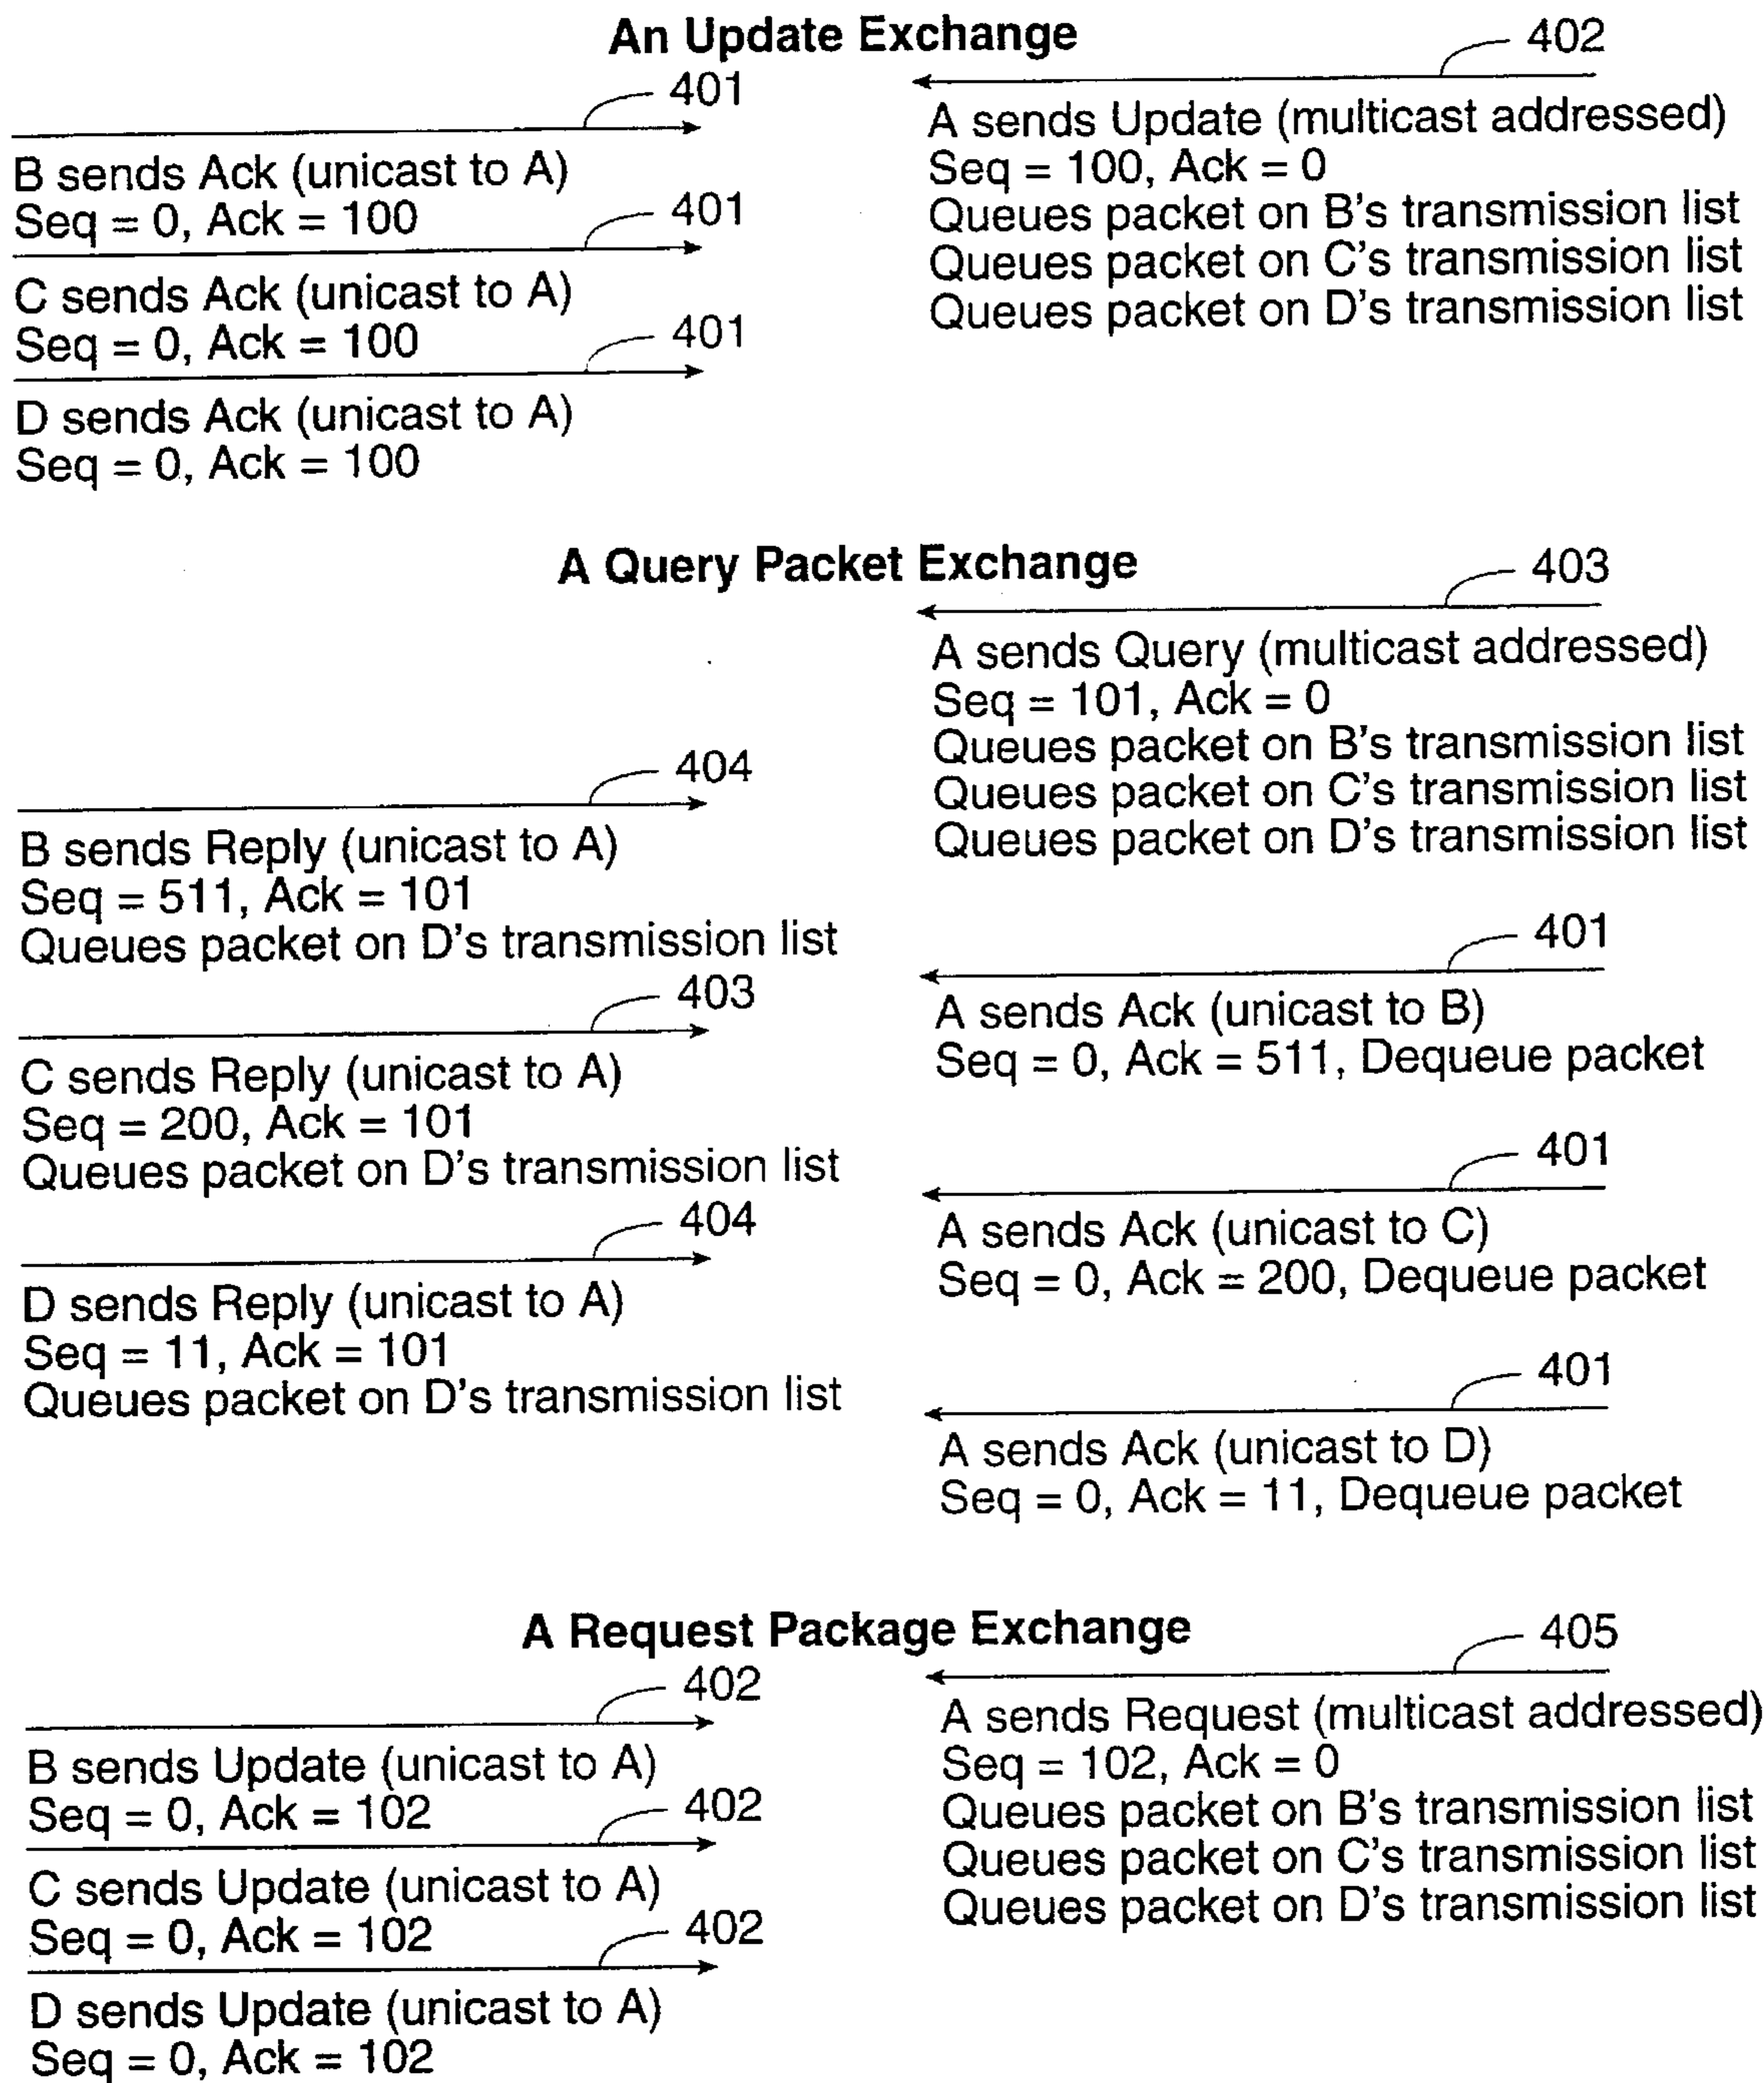 An Update Exchange
401
B sends Ack (unicast to A)
Seq = 0, Ack = 100
401
C sends Ack (unicast to A)
Seq = 0, Ack = 100
401
D sends Ack (unicast to A)
Seq = 0, Ack = 100
402
A sends Update (multicast addressed)
Seq = 100, Ack = 0
Queues packet on B's transmission list
Queues packet on C's transmission list
Queues packet on D's transmission list
A Query Packet Exchange
403
A sends Query (multicast addressed)
Seq = 101, Ack = 0
Queues packet on B's transmission list
Queues packet on C's transmission list
Queues packet on D's transmission list
404
B sends Reply (unicast to A)
Seq = 511, Ack = 101
Queues packet on D's transmission list
401
A sends Ack (unicast to B)
Seq = 0, Ack = 511, Dequeue packet
403
C sends Reply (unicast to A)
Seq = 200, Ack = 101
Queues packet on D's transmission list
401
A sends Ack (unicast to C)
Seq = 0, Ack = 200, Dequeue packet
404
D sends Reply (unicast to A)
Seq = 11, Ack = 101
Queues packet on D's transmission list
401
A sends Ack (unicast to D)
Seq = 0, Ack = 11, Dequeue packet
A Request Package Exchange
402
B sends Update (unicast to A)
Seq = 0, Ack = 102
402
C sends Update (unicast to A)
Seq = 0, Ack = 102
402
D sends Update (unicast to A)
Seq = 0, Ack = 102
405
A sends Request (multicast addressed)
Seq = 102, Ack = 0
Queues packet on B's transmission list
Queues packet on C's transmission list
Queues packet on D's transmission list